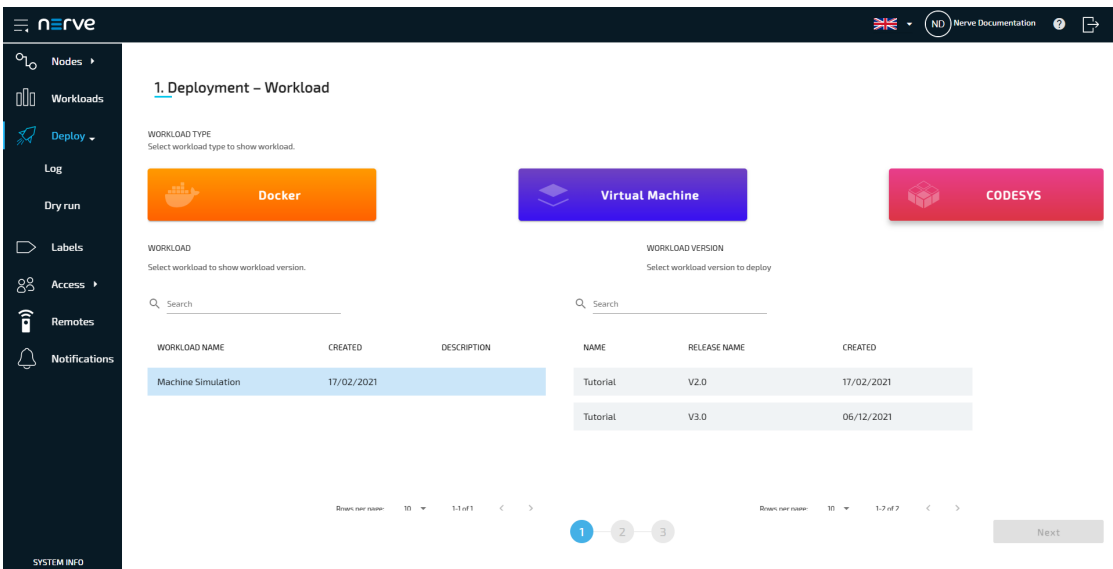 nerve
ND Nerve Documentation ?
Nodes
Workloads
Deploy
Log
Dry run
Labels
Access
Remotes
Notifications
SYSTEM INFO
1. Deployment – Workload
WORKLOAD TYPE
Select workload type to show workload.
Docker Virtual Machine CODESYS
WORKLOAD WORKLOAD VERSION
Select workload to show workload version. Select workload version to deploy
Search Search
WORKLOAD NAME CREATED DESCRIPTION NAME RELEASE NAME CREATED
Machine Simulation 17/02/2021 Tutorial V2.0 17/02/2021
Tutorial V3.0 06/12/2021
Rows per page: 10 1-1 of 1 Rows per page: 10 1-2 of 2
1 2 3 Next